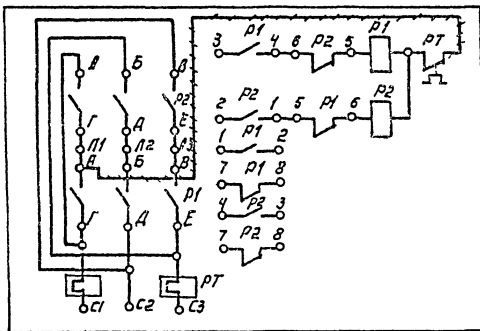 А Б В
3 Р1 4 6 Р2 5 Р1 РТ
Р2
Г Д Е
2 Р2 1 5 Р1 6 Р2
Л1 Л2 Л3
1 Р1 2
А Б В
7 Р1 8
Р1
4 Р2 3
Г Д Е
7 Р2 8
РТ
С1 С2 С3